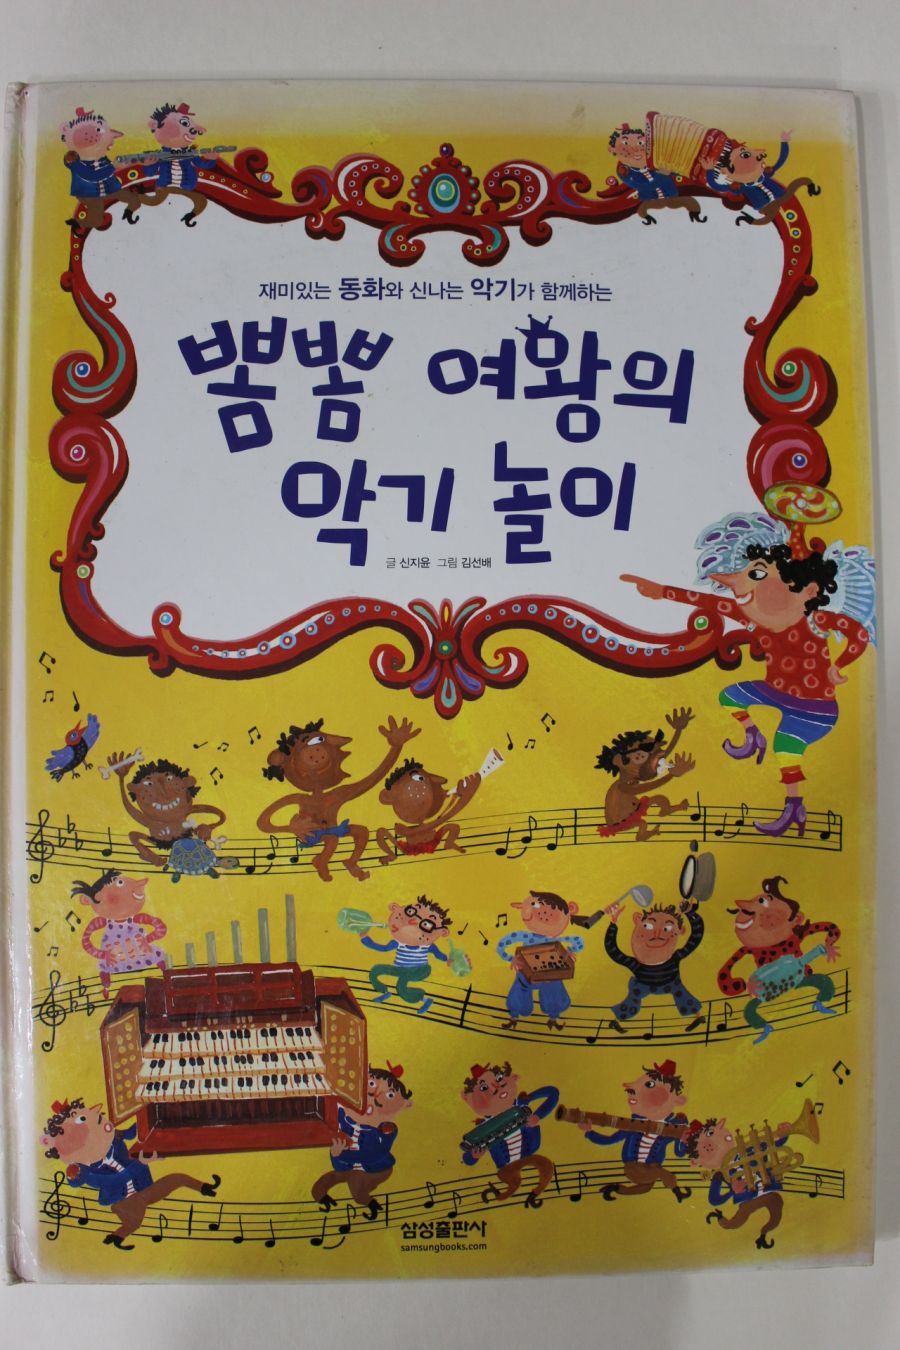 재미있는 동화와 신나는 악기가 함께하는
뽐뽐 여왕의
악기 놀이
글 신지윤 그림 김선배
삼성출판사
samsungbooks.com